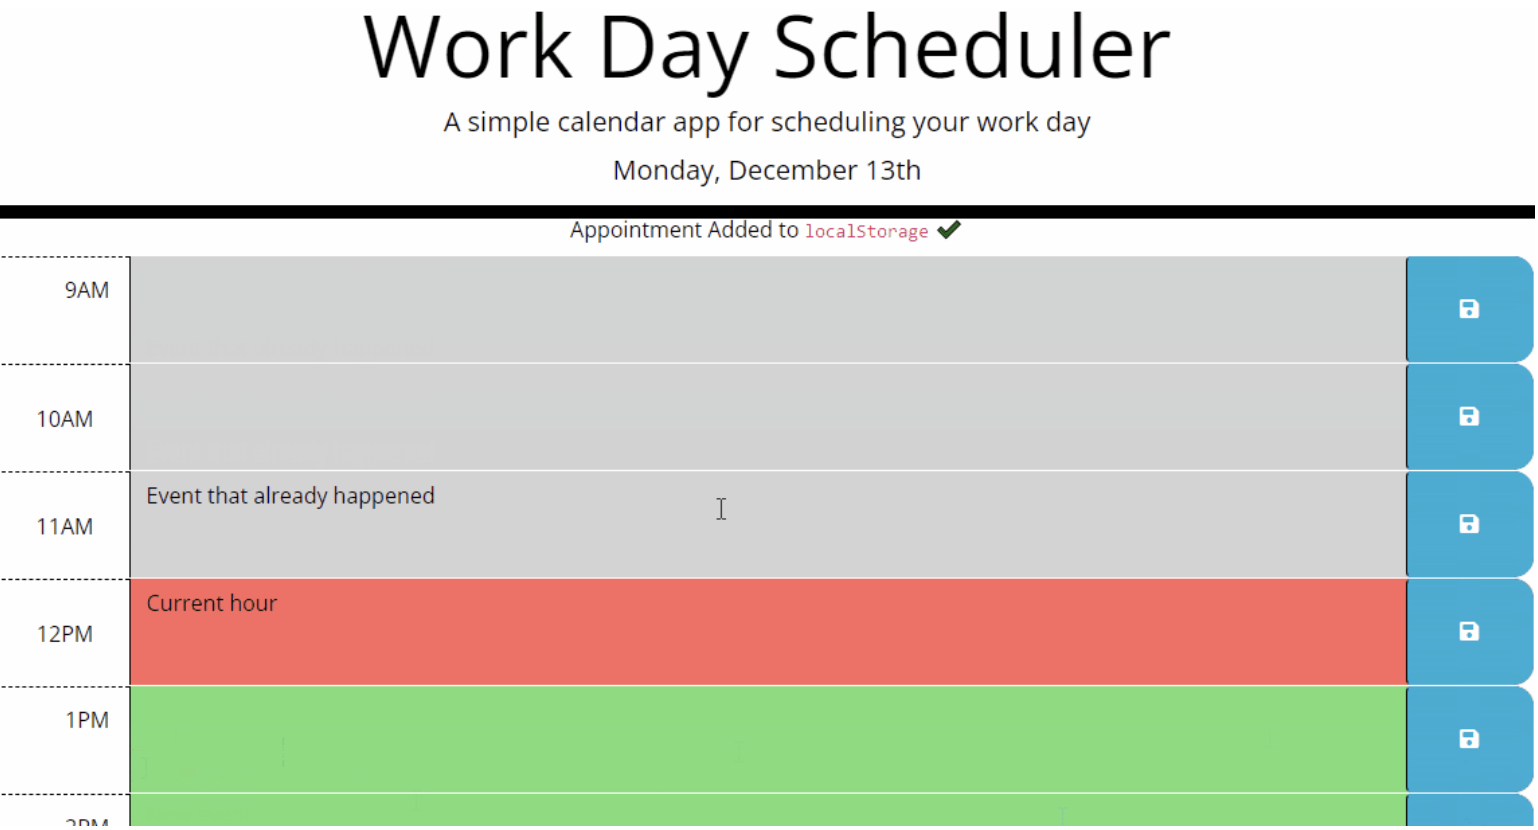 Work Day Scheduler
A simple calendar app for scheduling your work day
Monday, December 13th
Appointment Added to localStorage ✔
9AM
10AM
Event that already happened
11AM
Current hour
12PM
1PM
2PM